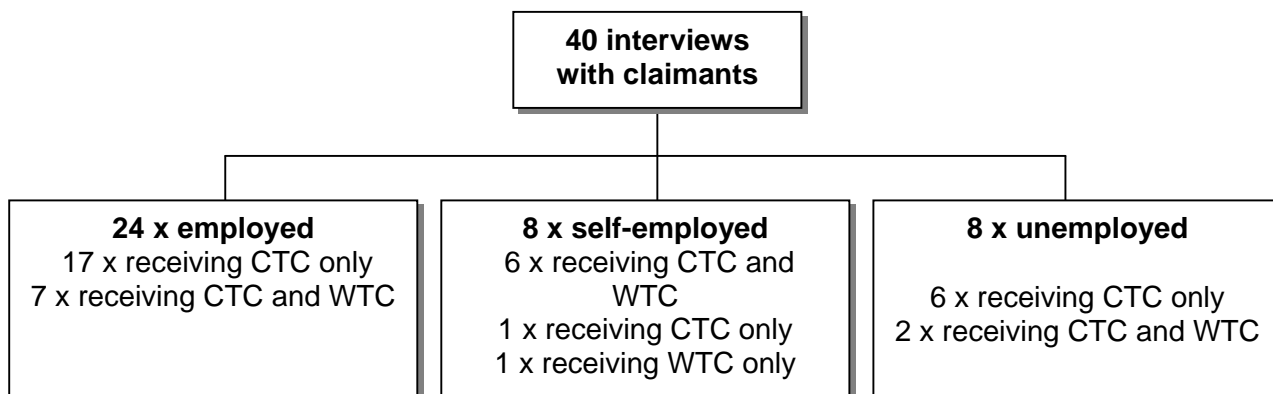 40 interviews
with claimants
24 x employed
17 x receiving CTC only
7 x receiving CTC and WTC
8 x self-employed
6 x receiving CTC and
WTC
1 x receiving CTC only
1 x receiving WTC only
8 x unemployed
6 x receiving CTC only
2 x receiving CTC and WTC